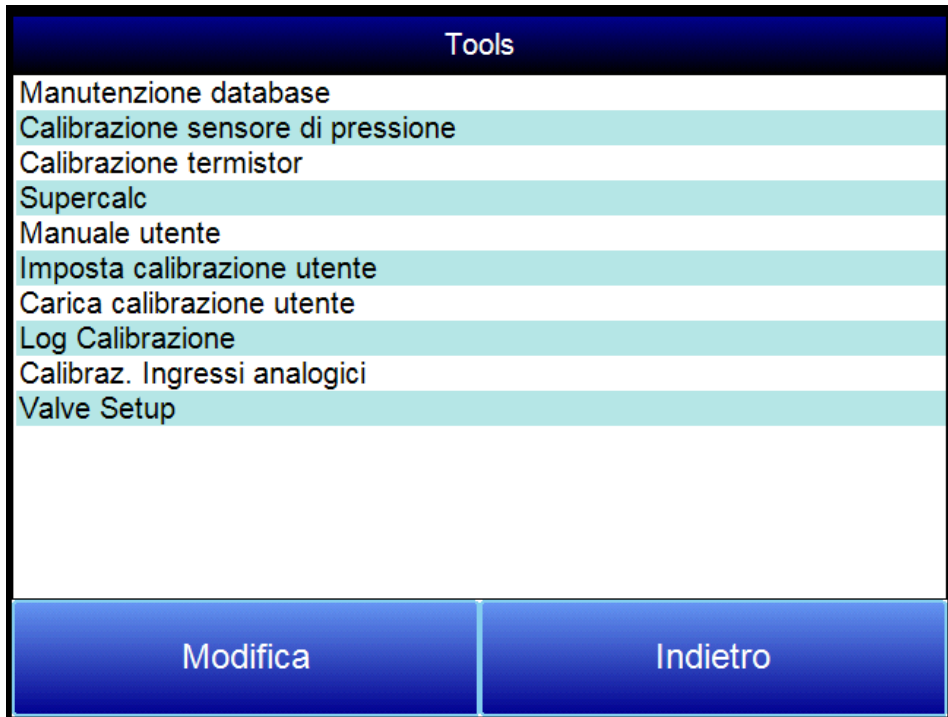 Tools
Manutenzione database
Calibrazione sensore di pressione
Calibrazione termistor
Supercalc
Manuale utente
Imposta calibrazione utente
Carica calibrazione utente
Log Calibrazione
Calibraz. Ingressi analogici
Valve Setup
Modifica
Indietro